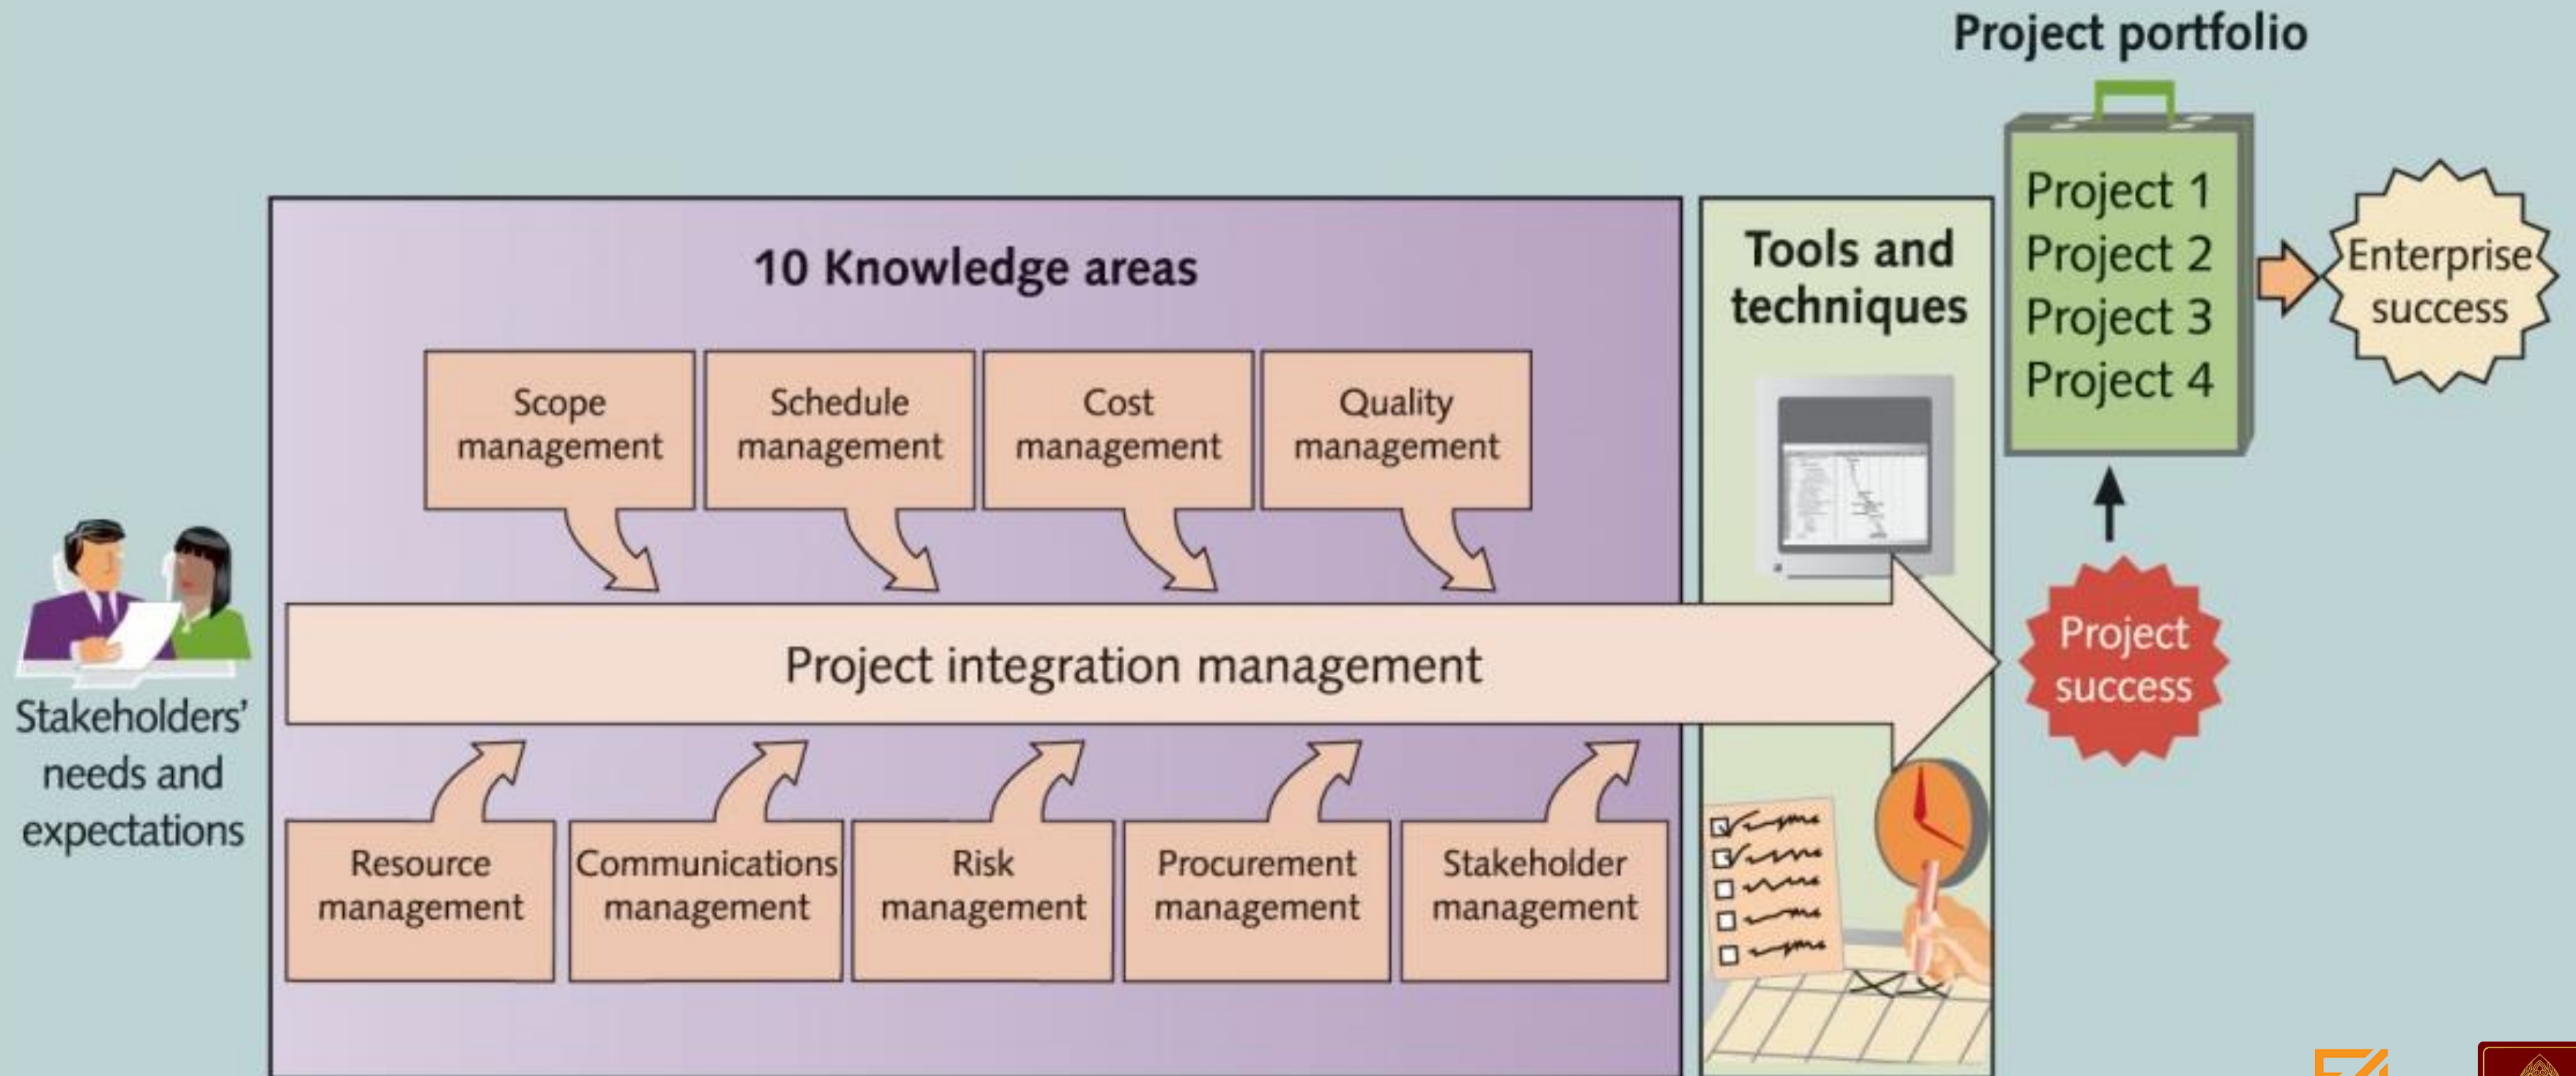 Project portfolio
Project 1
Project 2
Project 3
Project 4
Enterprise
success
10 Knowledge areas
Tools and
techniques
Scope
management
Schedule
management
Cost
management
Quality
management
Stakeholders’
needs and
expectations
Project integration management
Project
success
Resource
management
Communications
management
Risk
management
Procurement
management
Stakeholder
management